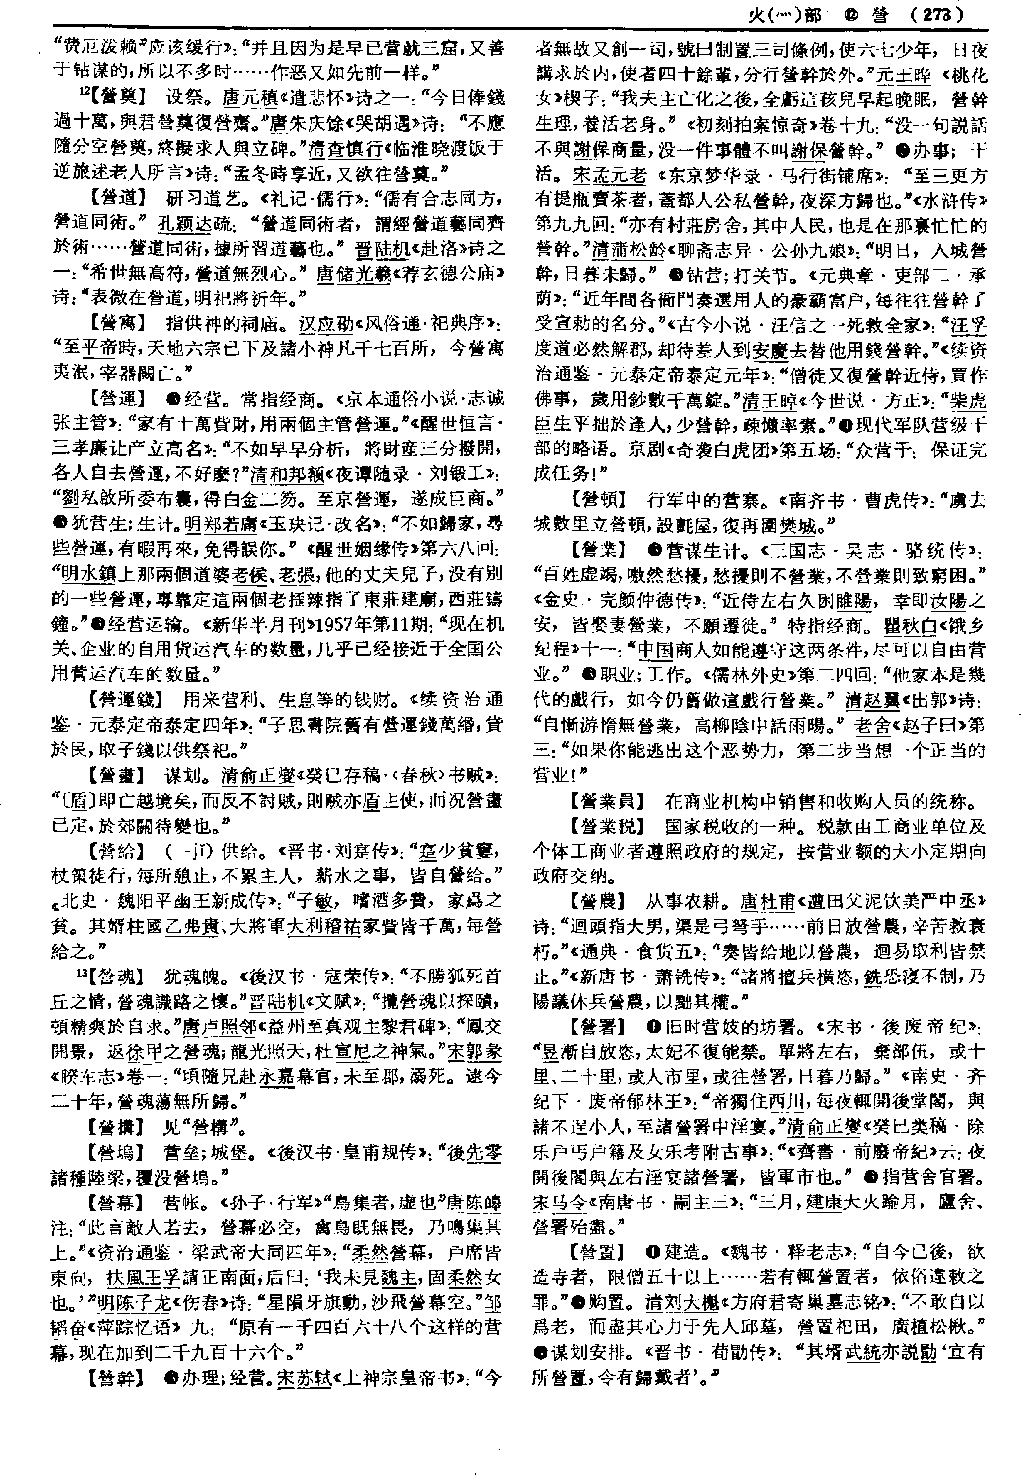 火(灬)部 ⑫ 營 (273)
“费厄泼赖”应该缓行》：“并且因为是早已营就三窟，又善
于钻谋的，所以不多时……作恶又如先前一样。”
12【營奠】 设祭。唐元稹《遣悲怀》诗之一：“今日俸錢
過十萬，與君營奠復營齋。”唐朱庆馀《哭胡遇》诗： “不應
隨分空營奠，終擬求人與立碑。”清查慎行《临淮晓渡饭于
逆旅述老人所言》诗：“孟冬時享近，又欲往營奠。”
【營道】 研习道艺。《礼记·儒行》：“儒有合志同方，
營道同術。” 孔颖达疏： “營道同術者，謂經營道藝同齊
於術……營道同術，據所習道藝也。” 晋陆机《赴洛》诗之
一：“希世無高符，營道無烈心。” 唐储光羲《荐玄德公庙》
诗：“表微在營道，明祀將祈年。”
【營寓】 指供神的祠庙。汉应劭《风俗通·祀典序》：
“至平帝時，天地六宗已下及諸小神凡千七百所， 今營寓
夷泯，宰器闕亡。”
【營運】 ❶经营。常指经商。《京本通俗小说·志诚
张主管》：“家有十萬貲財，用兩個主管營運。”《醒世恒言·
三孝廉让产立高名》：“不如早早分析， 將財産三分撥開，
各人自去營運，不好麽？”清和邦额《夜谭随录·刘锻工》：
“劉私啟所委布囊，得白金二笏。至京營運， 遂成巨商。”
❷犹营生；生计。明郑若庸《玉玦记·改名》：“不如歸家，尋
些營運，有暇再來，免得誤你。” 《醒世姻缘传》第六八回：
“明水鎮上那兩個道婆老侯、老張，他的丈夫兒子，没有别
的一些營運，專靠定這兩個老歪辣指了東莊建廟，西莊鑄
鐘。”❸经营运输。《新华半月刊》1957年第11期：“现在机
关、企业的自用货运汽车的数量，几乎已经接近于全国公
用营运汽车的数量。”
【營運錢】 用来营利、生息等的钱财。《续资治通
鉴·元泰定帝泰定四年》：“子思書院舊有營運錢萬緡，貸
於民，取子錢以供祭祀。”
【營畫】 谋划。清俞正燮《癸巳存稿·〈春秋〉书贼》：
“〔盾〕即亡越境矣，而反不討賊，則賊亦盾主使，而况營畫
已定，於郊關待變也。”
【營給】 (—jǐ) 供给。《晋书·刘寔传》：“寔少貧窶，
杖策徒行，每所憩止，不累主人， 薪水之事， 皆自營給。”
《北史·魏阳平幽王新成传》：“子敏， 嗜酒多費，家爲之
貧。其壻柱國乙弗貴、大將軍大利稽祐家貲皆千萬，每營
給之。”
13【營魂】 犹魂魄。《後汉书·寇荣传》：“不勝狐死首
丘之情，營魂識路之懷。”晋陆机《文赋》：“攬營魂以探賾，
頓精爽於自求。”唐卢照邻《益州至真观主黎君碑》：“鳳交
開景， 返徐甲之營魂；龍光照天，杜宣尼之神氣。”宋郭彖
《睽车志》卷一：“頃隨兄赴永嘉幕官，未至郡，溺死。 逮今
二十年，營魂蕩無所歸。”
【營構】 见“營構”。
【營塢】 营垒；城堡。《後汉书·皇甫规传》：“後先零
諸種陸梁，覆没營塢。”
【營幕】 营帐。《孙子·行军》“鳥集者，虚也”唐陈皞
注：“此言敵人若去， 營幕必空， 禽鳥既無畏， 乃鳴集其
上。”《资治通鉴·梁武帝大同四年》：“柔然營幕， 户席皆
東向， 扶風王孚請正南面，后曰：‘我未見魏主，固柔然女
也。’”明陈子龙《伤春》诗：“星隕牙旗動，沙飛營幕空。”邹
韬奋《萍踪忆语》九： “原有一千四百六十八个这样的营
幕，现在加到二千九百十六个。”
【營幹】 ❶办理；经营。宋苏轼《上神宗皇帝书》：“今
者無故又創一司，號曰制置三司條例，使六七少年， 日夜
講求於内，使者四十餘輩，分行營幹於外。”元王晔 《桃花
女》楔子：“我夫主亡化之後，全虧這孩兒早起晚眠， 營幹
生理，養活老身。”《初刻拍案惊奇》卷十九：“没一句説話
不與謝保商量，没一件事體不叫謝保營幹。” ❷办事；干
活。宋孟元老《东京梦华录·马行街铺席》： “至三更方
有提瓶賣茶者，蓋都人公私營幹，夜深方歸也。”《水浒传》
第九九回：“亦有村莊房舍，其中人民，也是在那裏忙忙的
營幹。”清蒲松龄《聊斋志异·公孙九娘》：“明日，入城營
幹，日暮未歸。” ❸钻营；打关节。《元典章·吏部二·承
荫》：“近年間各衙門奏選用人的豪霸富户，每往往營幹了
受宣勅的名分。”《古今小说·汪信之一死救全家》：“汪孚
度道必然解郡，却待差人到安慶去替他用錢營幹。”《续资
治通鉴·元泰定帝泰定元年》：“僧徒又復營幹近侍，買作
佛事， 歲用鈔數千萬錠。”清王晫《今世说·方正》：“柴虎
臣生平拙於逢人，少營幹，疎懶率素。”❹现代军队营级干
部的略语。京剧《奇袭白虎团》第五场：“众营干： 保证完
成任务！”
【營頓】 行军中的营寨。《南齐书·曹虎传》：“虜去
城數里立營頓，設氈屋，復再圍樊城。”
【營業】 ❶营谋生计。《三国志·吴志·骆统传》：
“百姓虚竭，嗷然愁擾，愁擾則不營業，不營業則致窮困。”
《金史·完颜仲德传》：“近侍左右久困睢陽， 幸即汝陽之
安， 皆娶妻營業， 不願遷徙。” 特指经商。瞿秋白《饿乡
纪程》十一：“中国商人如能遵守这两条件，尽可以自由营
业。” ❷职业；工作。《儒林外史》第二四回：“他家本是幾
代的戲行， 如今仍舊做這戲行營業。” 清赵翼《出郭》诗：
“自慚游惰無營業，高柳陰中話雨暘。” 老舍《赵子曰》第
三：“如果你能逃出这个恶势力， 第二步当想一个正当的
营业！”
【營業員】 在商业机构中销售和收购人员的统称。
【營業税】 国家税收的一种。税款由工商业单位及
个体工商业者遵照政府的规定， 按营业额的大小定期向
政府交纳。
【營農】 从事农耕。唐杜甫《遭田父泥饮美严中丞》
诗：“迴頭指大男，渠是弓弩手……前日放營農，辛苦救衰
朽。”《通典·食货五》：“奏皆給地以營農， 迴易取利皆禁
止。”《新唐书·萧铣传》：“諸將擅兵横恣，銑恐浸不制，乃
陽議休兵營農，以黜其權。”
【營署】 ❶旧时营妓的坊署。《宋书·後废帝纪》：
“昱漸自放恣，太妃不復能禁。單將左右， 棄部伍， 或十
里、二十里，或入市里，或往營署，日暮乃歸。”《南史·齐
纪下·废帝郁林王》：“帝獨住西州，每夜輒開後堂閤， 與
諸不逞小人，至諸營署中淫宴。”清俞正燮《癸巳类稿·除
乐户丐户籍及女乐考附古事》：“《齊書·前廢帝紀》云：夜
開後閤與左右淫宴諸營署， 皆軍市也。” ❷指营舍官署。
宋马令《南唐书·嗣主三》：“三月，建康大火踰月， 廬舍、
營署殆盡。”
【營置】 ❶建造。《魏书·释老志》：“自今已後， 欲
造寺者， 限僧五十以上……若有輒營置者， 依俗違敕之
罪。”❷购置。清刘大櫆《方府君寄巢墓志铭》：“不敢自以
爲老， 而盡其心力于先人邱墓， 營置祀田，廣植松楸。”
❸谋划安排。《晋书·荀勖传》： “其壻武統亦説勖‘宜有
所營置，令有歸戴者’。”